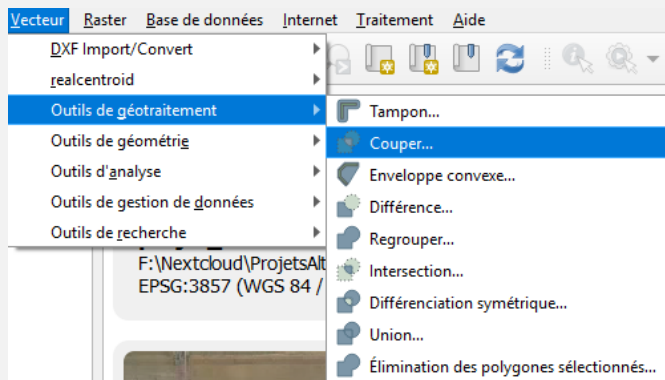 Vecteur Raster Base de données Internet Traitement Aide
DXF Import/Convert
realcentroid
Outils de géotraitement
Outils de géométrie
Outils d'analyse
Outils de gestion de données
Outils de recherche
Tampon...
Couper...
Enveloppe convexe...
Différence...
Regrouper...
Intersection...
Différenciation symétrique...
Union...
Élimination des polygones sélectionnés...
F:\Nextcloud\ProjetsAlt
EPSG:3857 (WGS 84 /